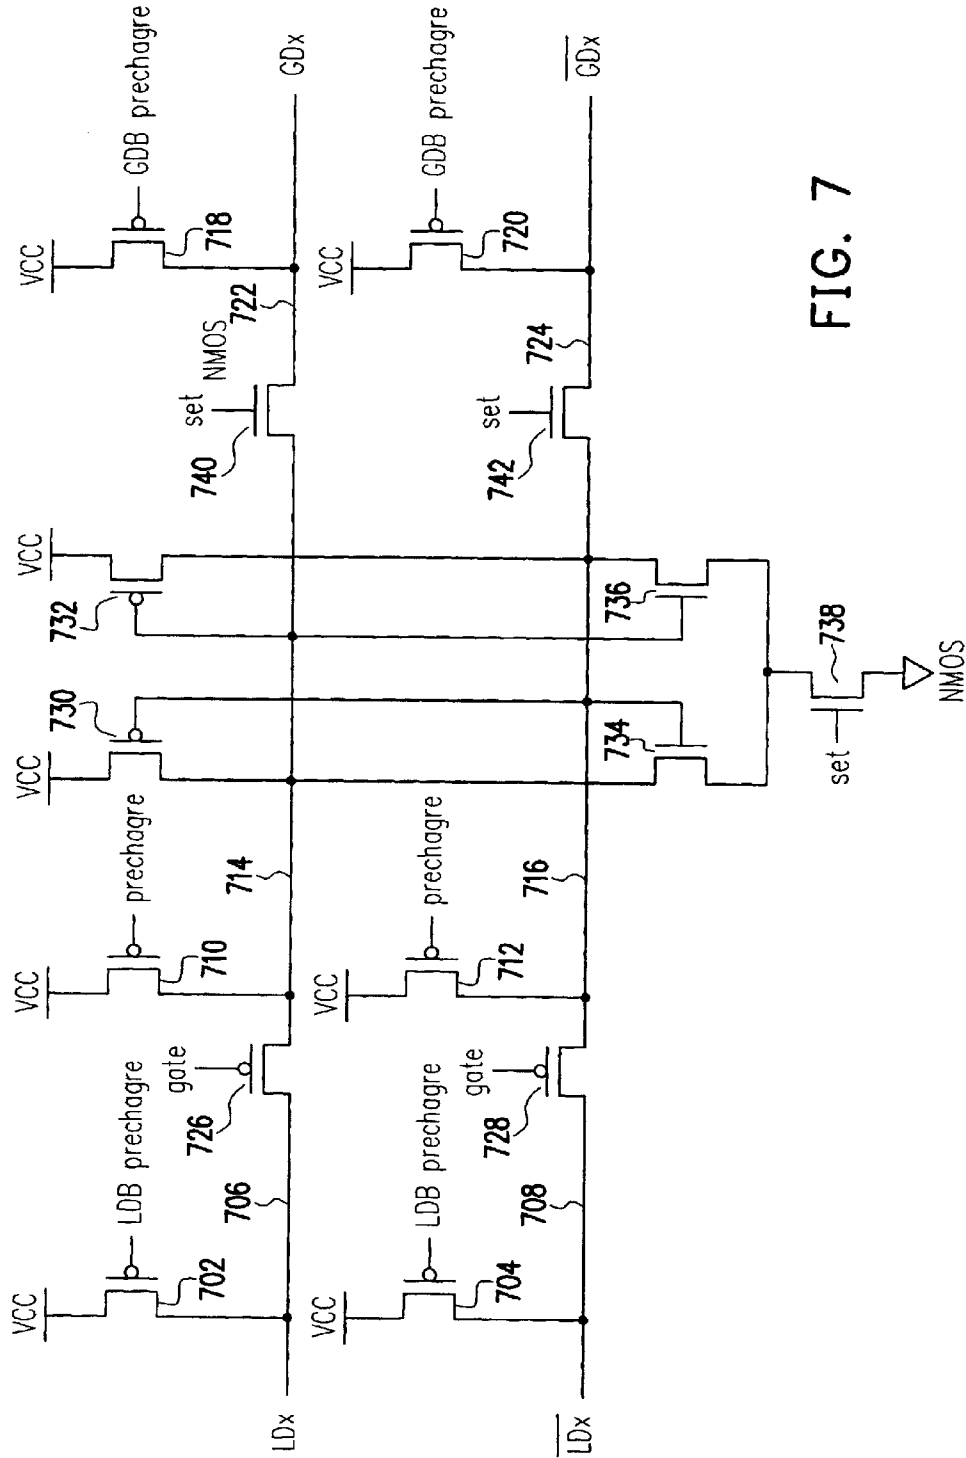 VCC
GDB prechagre
718
GDx
722
NMOS
set
740
VCC
732
VCC
730
VCC
prechagre
710
714
gate
726
VCC
LDB prechagre
702
706
LDx
VCC
GDB prechagre
720
GDx
724
set
742
736
734
738
set
NMOS
716
VCC
prechagre
712
gate
728
VCC
LDB prechagre
704
708
LDx
FIG. 7